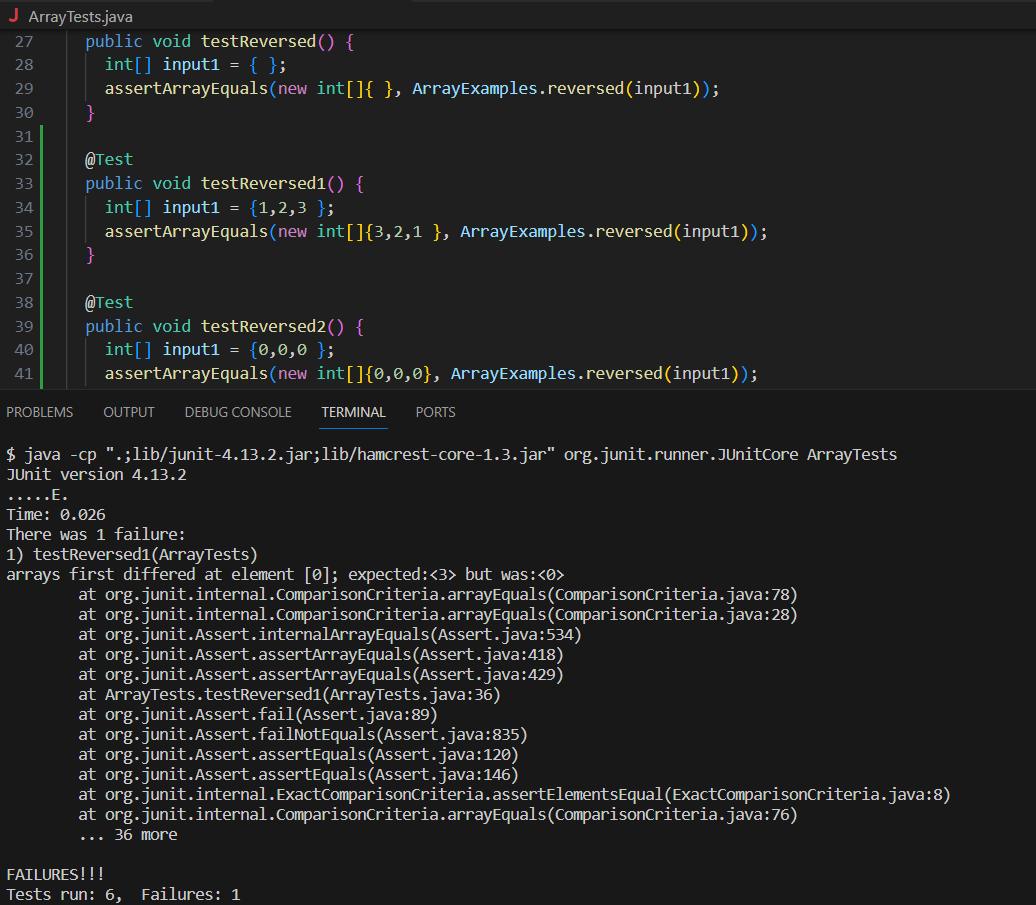 J ArrayTests.java
27 public void testReversed() {
28 int[] input1 = { };
29 assertArrayEquals(new int[]{ }, ArrayExamples.reversed(input1));
30 }
31
32 @Test
33 public void testReversed1() {
34 int[] input1 = {1,2,3 };
35 assertArrayEquals(new int[]{3,2,1 }, ArrayExamples.reversed(input1));
36 }
37
38 @Test
39 public void testReversed2() {
40 int[] input1 = {0,0,0 };
41 assertArrayEquals(new int[]{0,0,0}, ArrayExamples.reversed(input1));
PROBLEMS OUTPUT DEBUG CONSOLE TERMINAL PORTS
$ java -cp ".;lib/junit-4.13.2.jar;lib/hamcrest-core-1.3.jar" org.junit.runner.JUnitCore ArrayTests
JUnit version 4.13.2
.....E.
Time: 0.026
There was 1 failure:
1) testReversed1(ArrayTests)
arrays first differed at element [0]; expected:<3> but was:<0>
at org.junit.internal.ComparisonCriteria.arrayEquals(ComparisonCriteria.java:78)
at org.junit.internal.ComparisonCriteria.arrayEquals(ComparisonCriteria.java:28)
at org.junit.Assert.internalArrayEquals(Assert.java:534)
at org.junit.Assert.assertArrayEquals(Assert.java:418)
at org.junit.Assert.assertArrayEquals(Assert.java:429)
at ArrayTests.testReversed1(ArrayTests.java:36)
at org.junit.Assert.fail(Assert.java:89)
at org.junit.Assert.failNotEquals(Assert.java:835)
at org.junit.Assert.assertEquals(Assert.java:120)
at org.junit.Assert.assertEquals(Assert.java:146)
at org.junit.internal.ExactComparisonCriteria.assertElementsEqual(ExactComparisonCriteria.java:8)
at org.junit.internal.ComparisonCriteria.arrayEquals(ComparisonCriteria.java:76)
... 36 more
FAILURES!!!
Tests run: 6,  Failures: 1